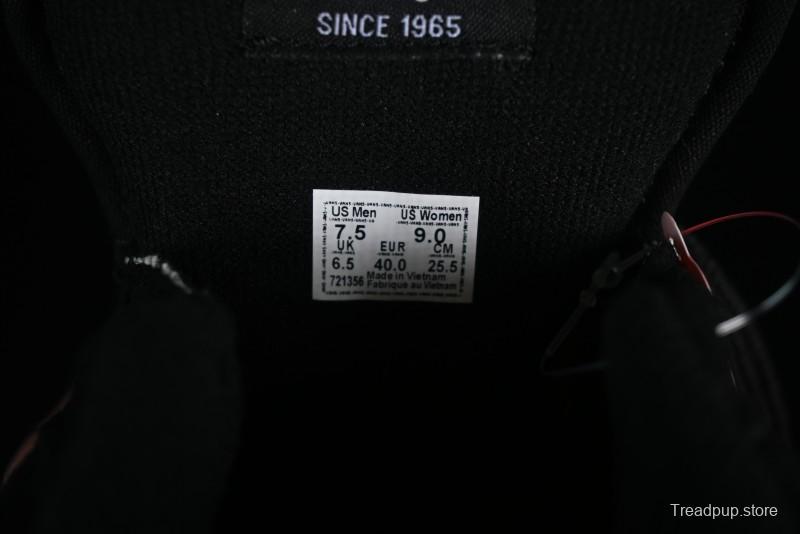 SINCE 1965
US Men US Women
7.5 9.0
UK EUR CM
6.5 40.0 25.5
721356 Made in Vietnam
Fabrique au Vietnam
Treadpup.store